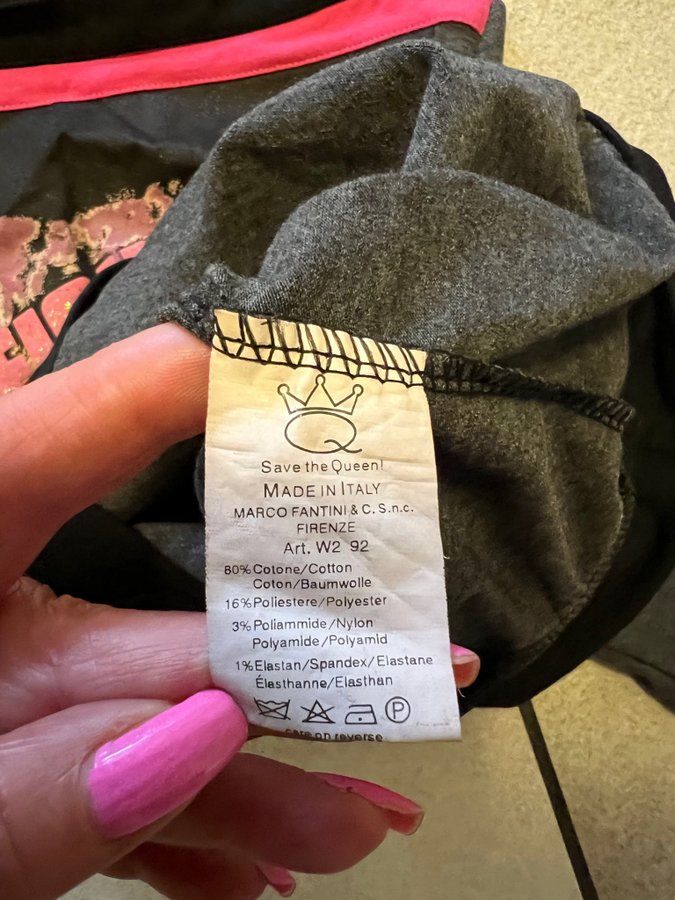 Q
Save the Queen!
MADE IN ITALY
MARCO FANTINI & C. S.n.c.
FIRENZE
Art. W2 92
80% Cotone/Cotton
Coton/Baumwolle
16% Poliestere/Polyester
3% Poliammide/Nylon
Polyamide/Polyamid
1% Elastan/Spandex/Elastane
Élasthanne/Elasthan
P
care on reverse